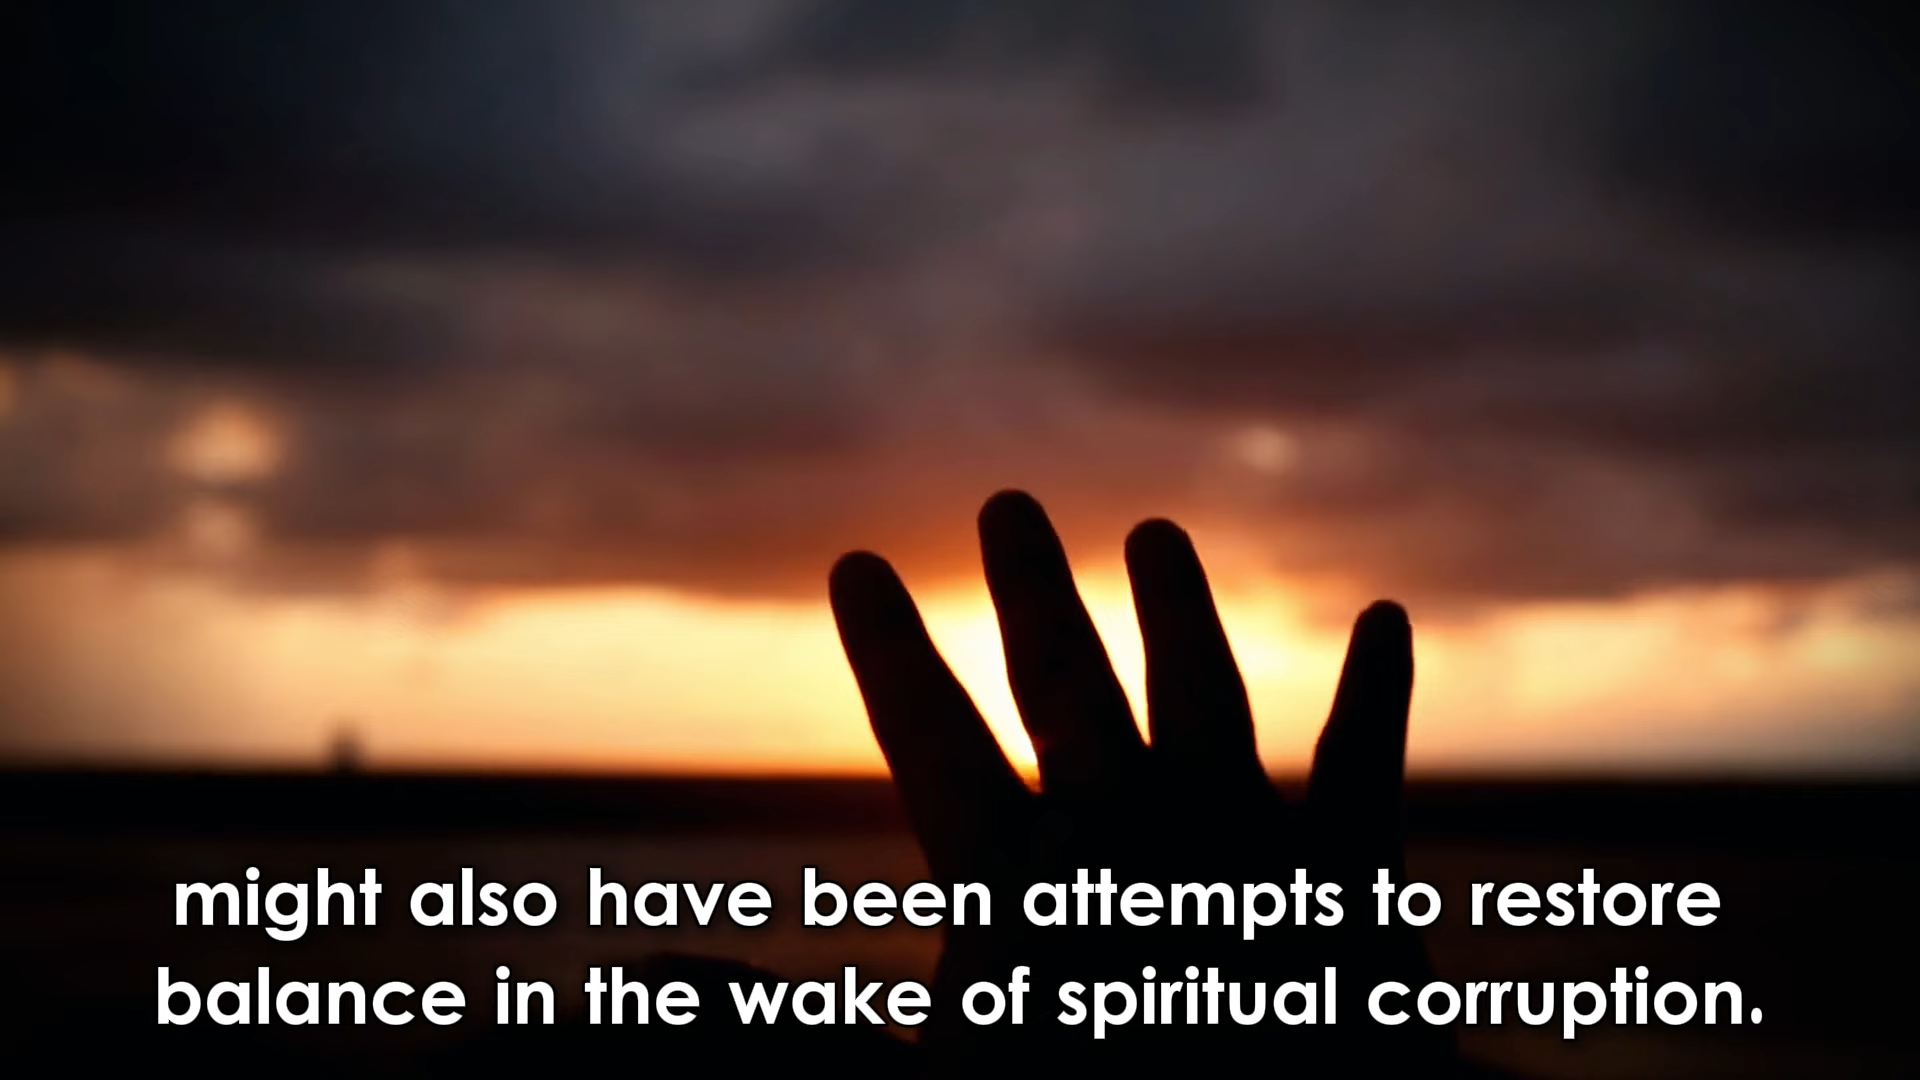 might also have been attempts to restore
balance in the wake of spiritual corruption.